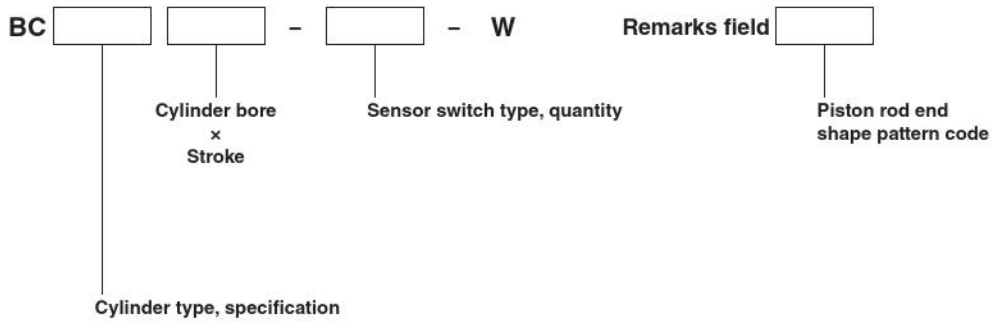 BC – – W Remarks field
Cylinder bore
×
Stroke
Sensor switch type, quantity
Piston rod end
shape pattern code
Cylinder type, specification